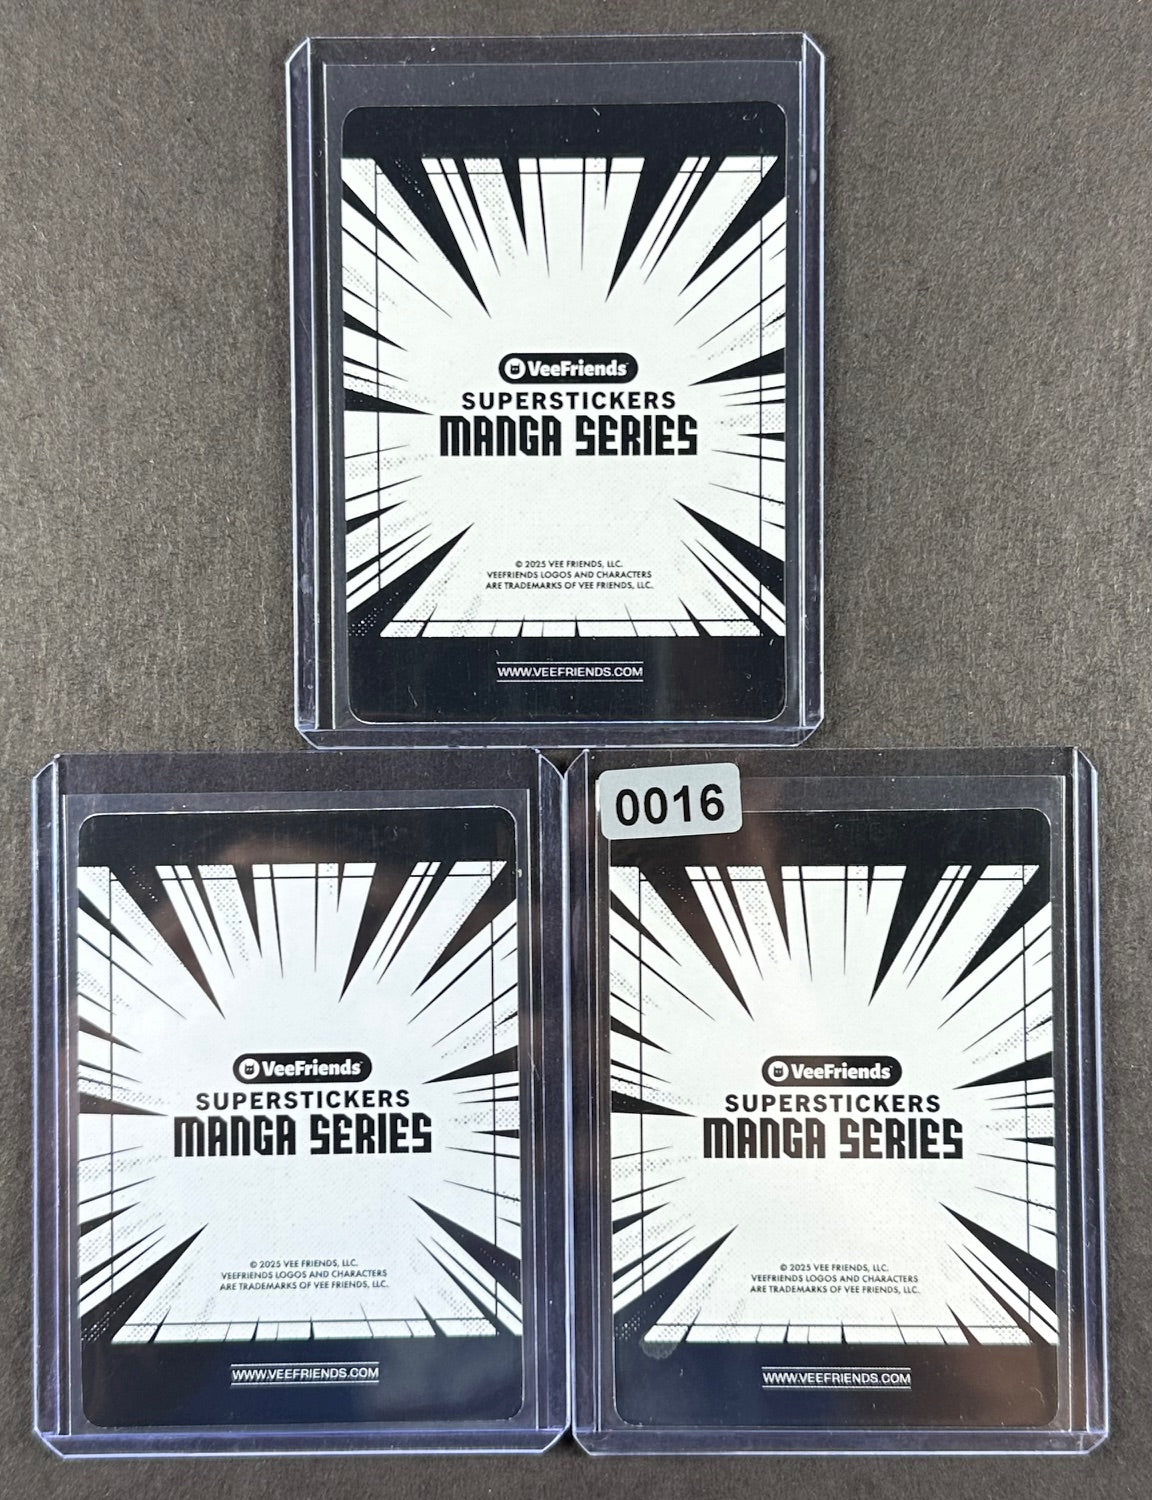 VeeFriends
SUPERSTICKERS
MANGA SERIES
© 2025 VEE FRIENDS, LLC.
VEEFRIENDS LOGOS AND CHARACTERS
ARE TRADEMARKS OF VEE FRIENDS, LLC.
WWW.VEEFRIENDS.COM
VeeFriends
SUPERSTICKERS
MANGA SERIES
© 2025 VEE FRIENDS, LLC.
VEEFRIENDS LOGOS AND CHARACTERS
ARE TRADEMARKS OF VEE FRIENDS, LLC.
WWW.VEEFRIENDS.COM
0016
VeeFriends
SUPERSTICKERS
MANGA SERIES
© 2025 VEE FRIENDS, LLC.
VEEFRIENDS LOGOS AND CHARACTERS
ARE TRADEMARKS OF VEE FRIENDS, LLC.
WWW.VEEFRIENDS.COM